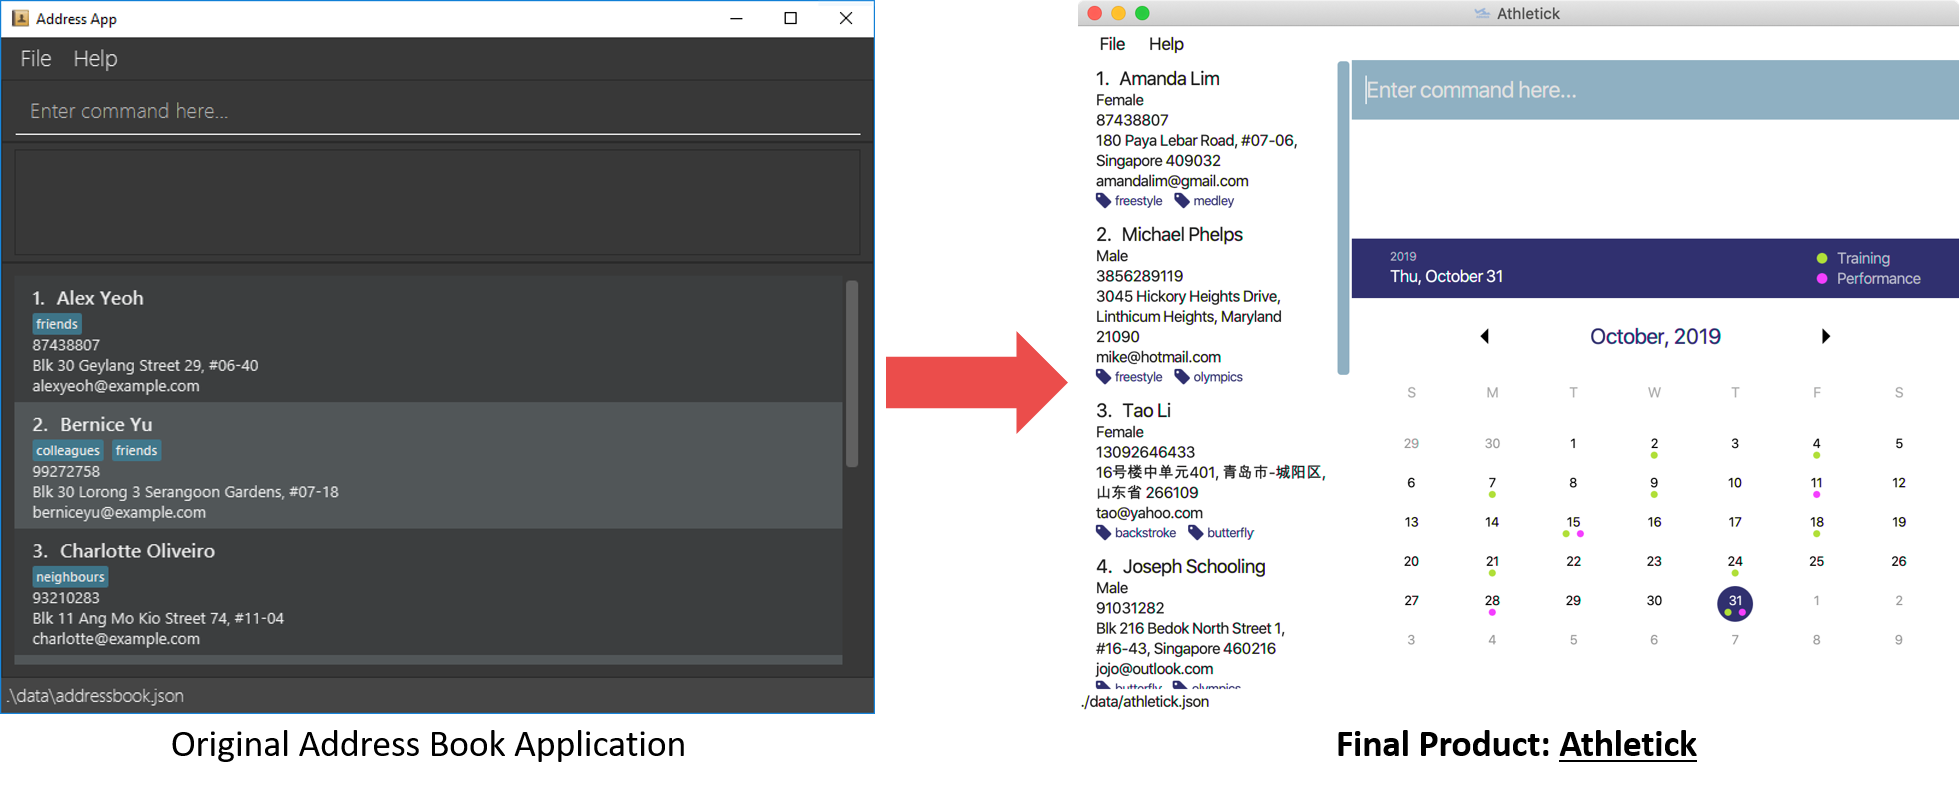 Address App
File Help
Enter command here...
1. Alex Yeoh
friends
87438807
Blk 30 Geylang Street 29, #06-40
alexyeoh@example.com
2. Bernice Yu
colleagues friends
99272758
Blk 30 Lorong 3 Serangoon Gardens, #07-18
berniceyu@example.com
3. Charlotte Oliveiro
neighbours
93210283
Blk 11 Ang Mo Kio Street 74, #11-04
charlotte@example.com
.\data\addressbook.json
Original Address Book Application
Athletick
File Help
1. Amanda Lim
Female
87438807
180 Paya Lebar Road, #07-06,
Singapore 409032
amandalim@gmail.com
freestyle medley
2. Michael Phelps
Male
3856289119
3045 Hickory Heights Drive,
Linthicum Heights, Maryland
21090
mike@hotmail.com
freestyle olympics
3. Tao Li
Female
13092646433
16号楼中单元401, 青岛市-城阳区,
山东省 266109
tao@yahoo.com
backstroke butterfly
4. Joseph Schooling
Male
91031282
Blk 216 Bedok North Street 1,
#16-43, Singapore 460216
jojo@outlook.com
butterfly olympics
./data/athletick.json
Enter command here...
2019
Thu, October 31
Training
Performance
October, 2019
S M T W T F S
29 30 1 2 3 4 5
6 7 8 9 10 11 12
13 14 15 16 17 18 19
20 21 22 23 24 25 26
27 28 29 30 31 1 2
3 4 5 6 7 8 9
Final Product: Athletick